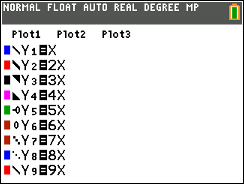 NORMAL FLOAT AUTO REAL DEGREE MP
Plot1 Plot2 Plot3
Y1=X
Y2=2X
Y3=3X
Y4=4X
Y5=5X
Y6=6X
Y7=7X
Y8=8X
Y9=9X